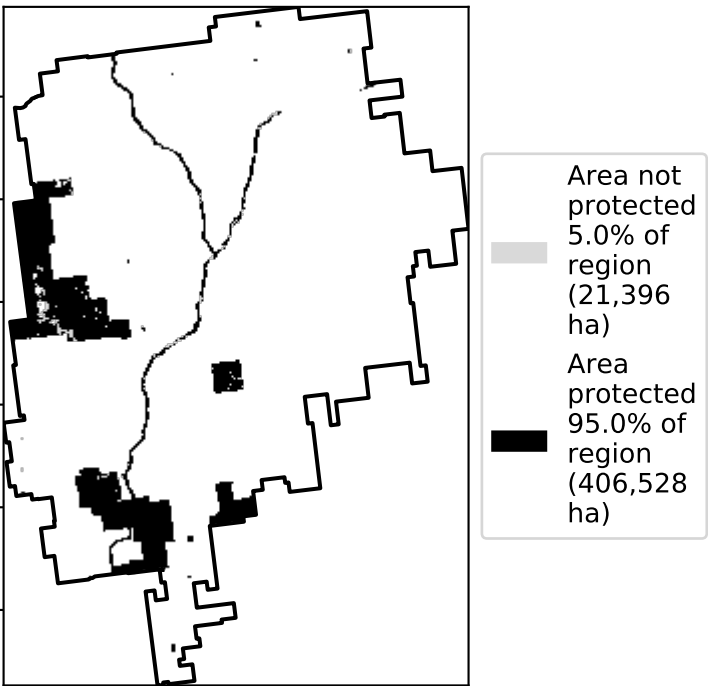 Area not
protected
5.0% of
region
(21,396
ha)
Area
protected
95.0% of
region
(406,528
ha)